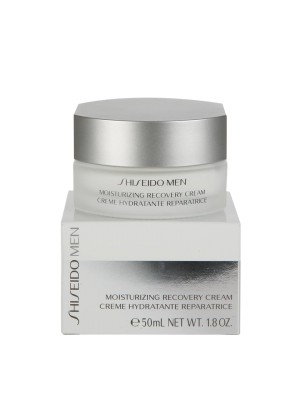 SHISEIDO MEN
MOISTURIZING RECOVERY CREAM
CREME HYDRATANTE REPARATRICE
SHISEIDO MEN
MOISTURIZING RECOVERY CREAM
CREME HYDRATANTE REPARATRICE
℮50mL NET WT. 1.8 OZ.